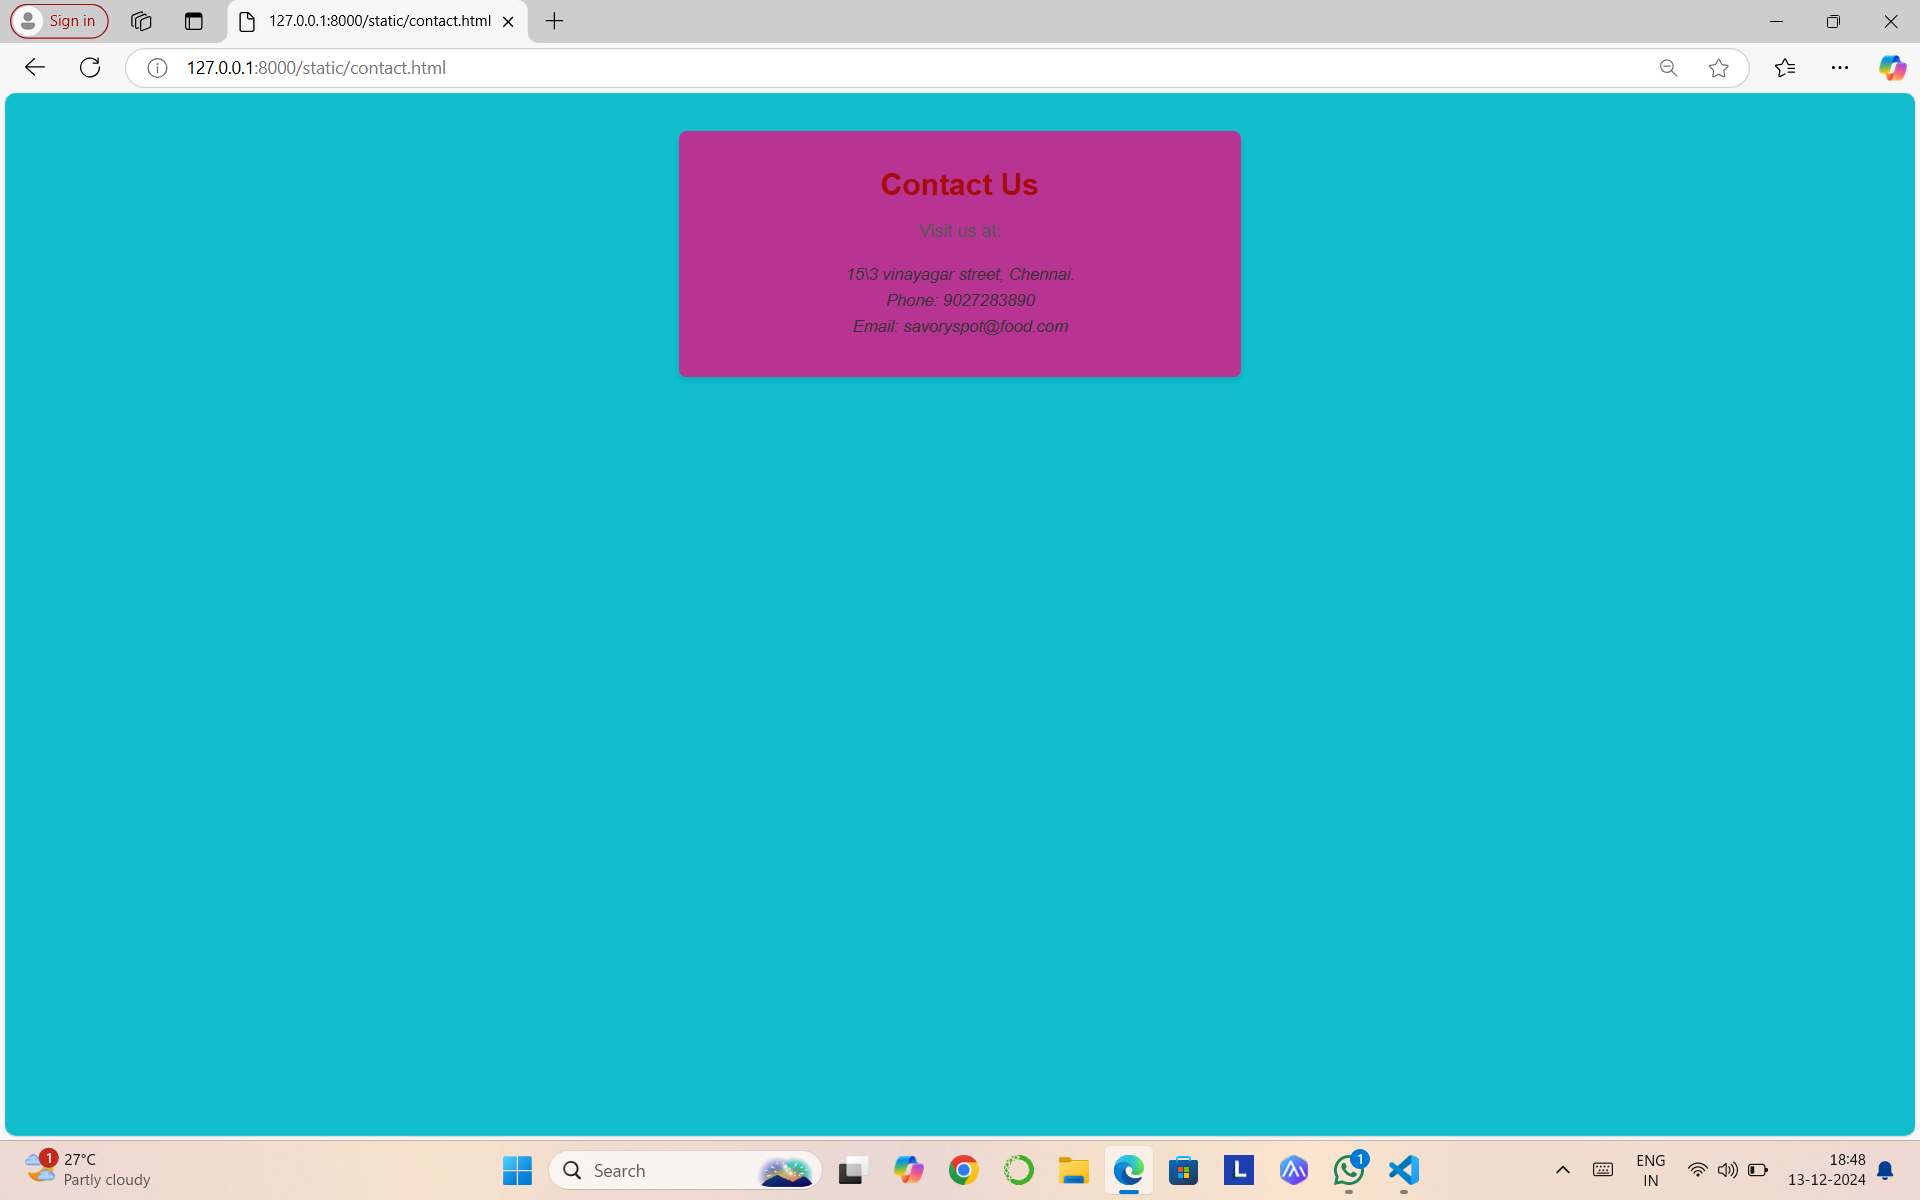 Sign in
127.0.0.1:8000/static/contact.html
127.0.0.1:8000/static/contact.html
Contact Us
Visit us at:
15\3 vinayagar street, Chennai.
Phone: 9027283890
Email: savoryspot@food.com
1
27°C
Partly cloudy
Search
L
1
ENG
IN
18:48
13-12-2024